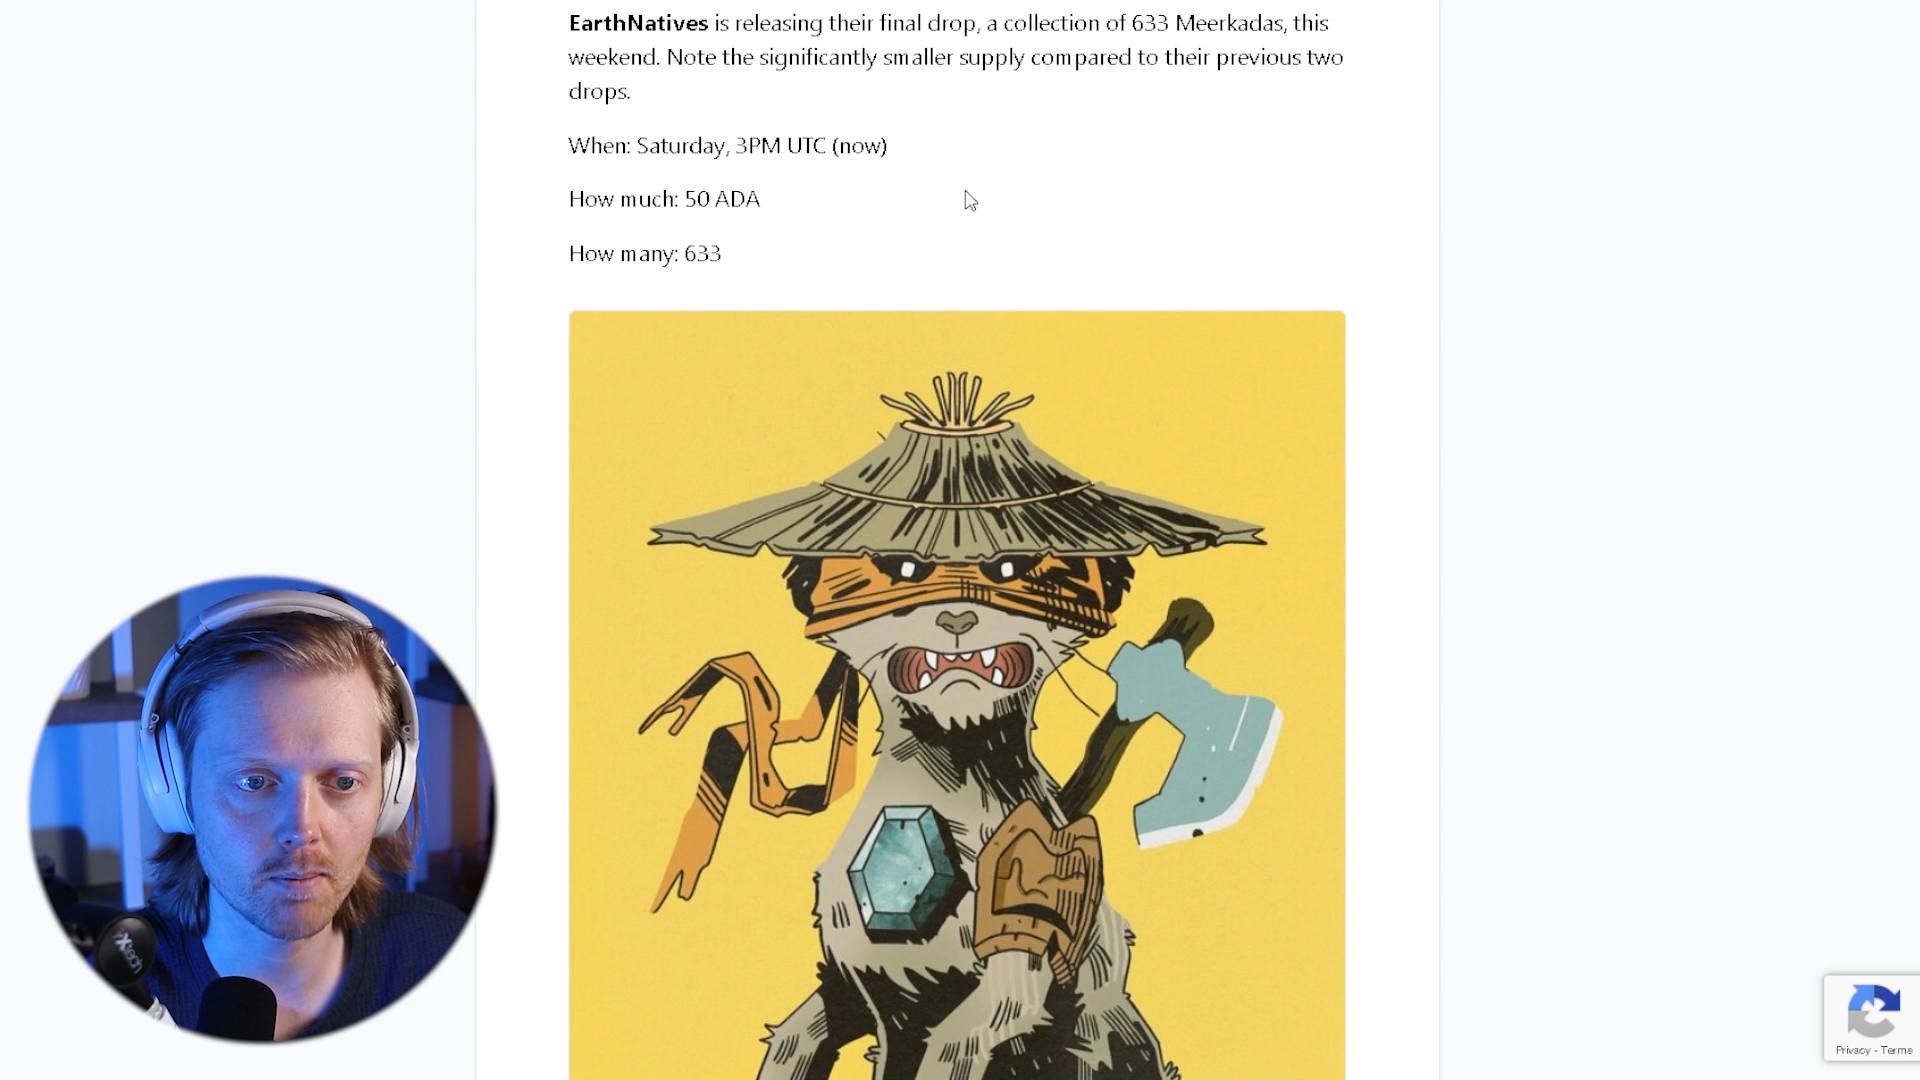 EarthNatives is releasing their final drop, a collection of 633 Meerkadas, this
weekend. Note the significantly smaller supply compared to their previous two
drops.
When: Saturday, 3PM UTC (now)
How much: 50 ADA
How many: 633
Xtech
Privacy - Terms